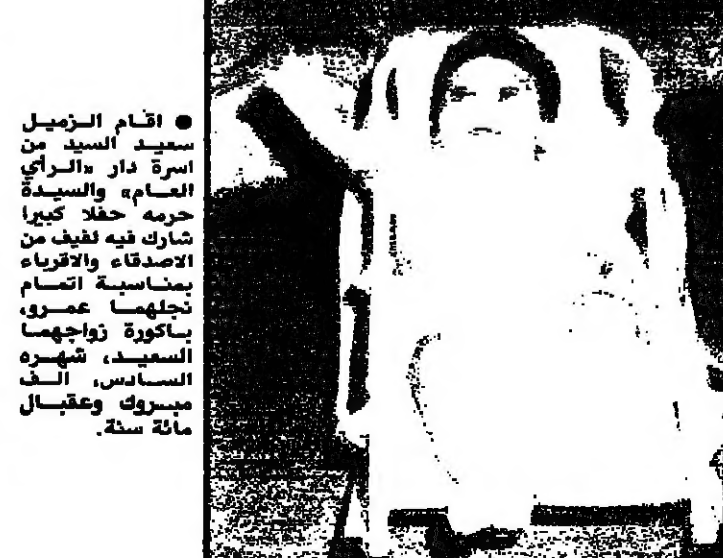 ● اقام الزميل
سعيد السيد من
اسرة دار «الرأي
العام» والسيدة
حرمه حفلا كبيرا
شارك فيه لفيف من
الاصدقاء والاقرباء
بمناسبة اتمام
نجلهما عمرو،
باكورة زواجهما
السعيد، شهره
السادس، الف
مبروك وعقبال
مائة سنة.